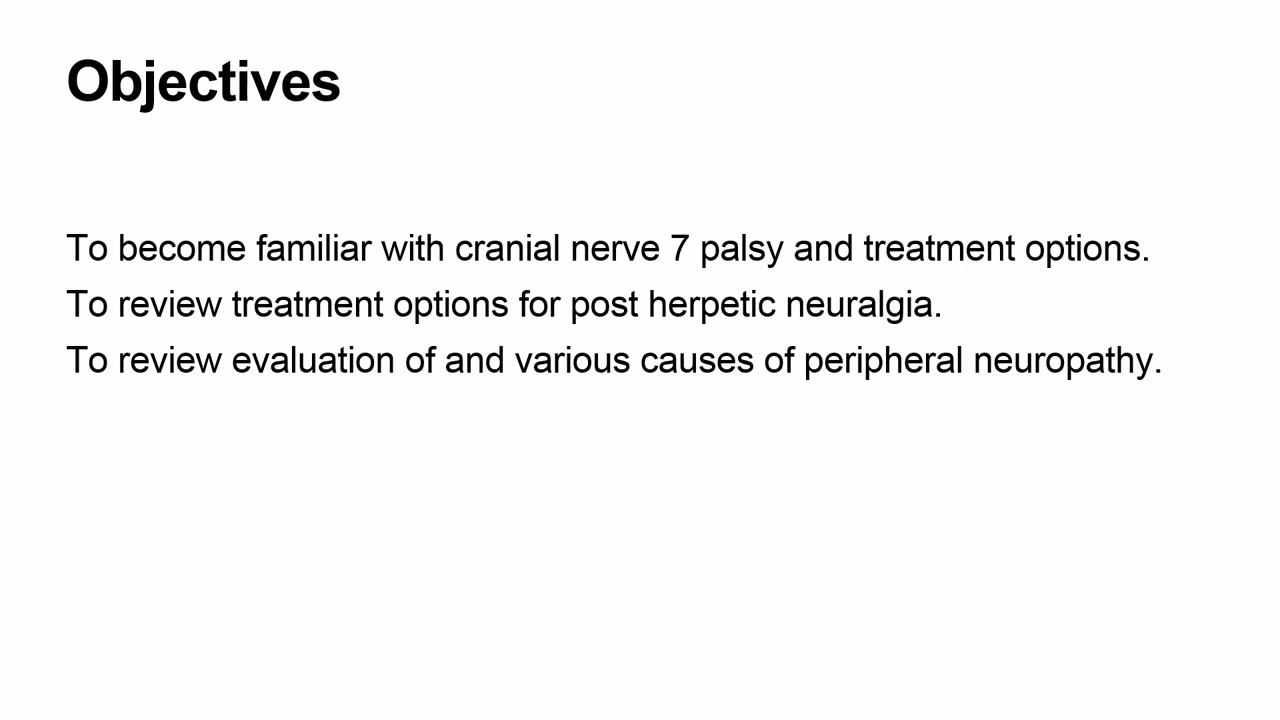 Objectives
To become familiar with cranial nerve 7 palsy and treatment options.
To review treatment options for post herpetic neuralgia.
To review evaluation of and various causes of peripheral neuropathy.